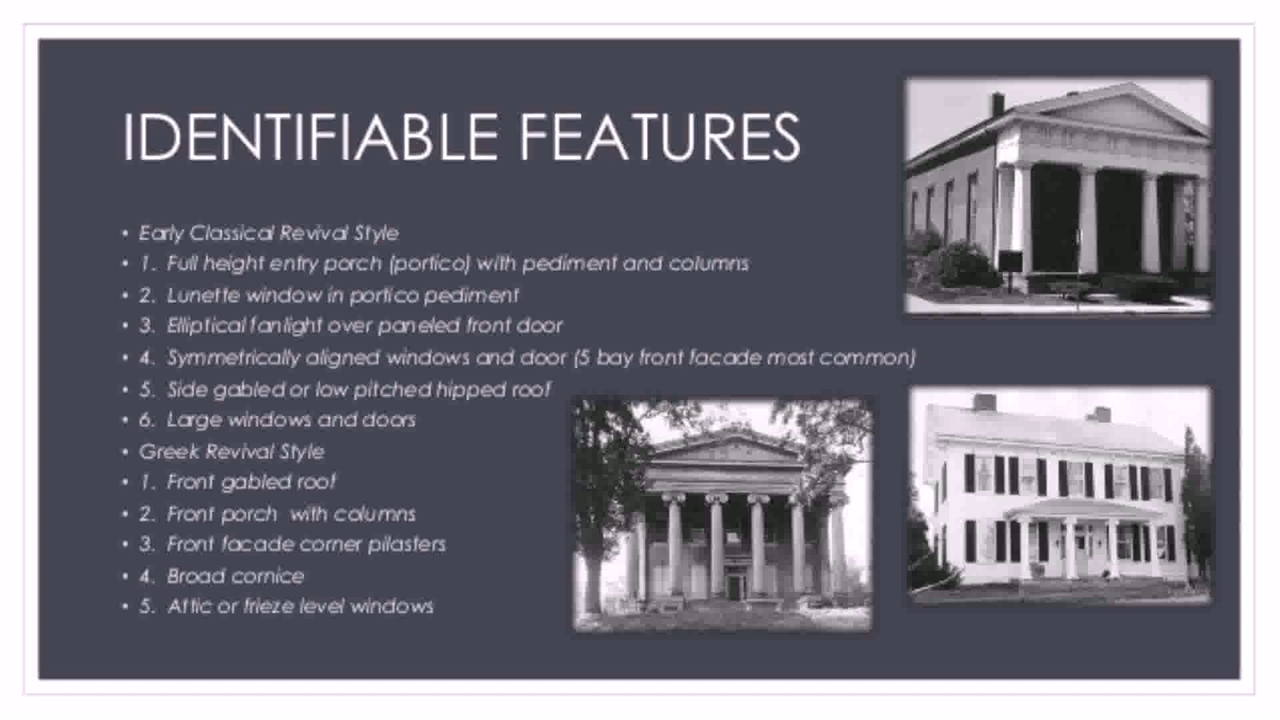 IDENTIFIABLE FEATURES
• Early Classical Revival Style
• 1. Full height entry porch (portico) with pediment and columns
• 2. Lunette window in portico pediment
• 3. Elliptical fanlight over paneled front door
• 4. Symmetrically aligned windows and door (5 bay front facade most common)
• 5. Side gabled or low pitched hipped roof
• 6. Large windows and doors
• Greek Revival Style
• 1. Front gabled roof
• 2. Front porch with columns
• 3. Front facade corner pilasters
• 4. Broad cornice
• 5. Attic or frieze level windows